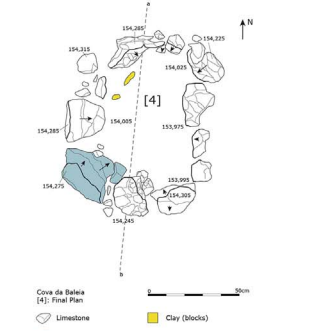 a
154,285
154,225
N
154,315
154,025
[4]
154,005
154,285
153,975
153,995
154,275
154,305
154,245
b
Cova da Baleia
[4]: Final Plan
0 50cm
Limestone
Clay (blocks)